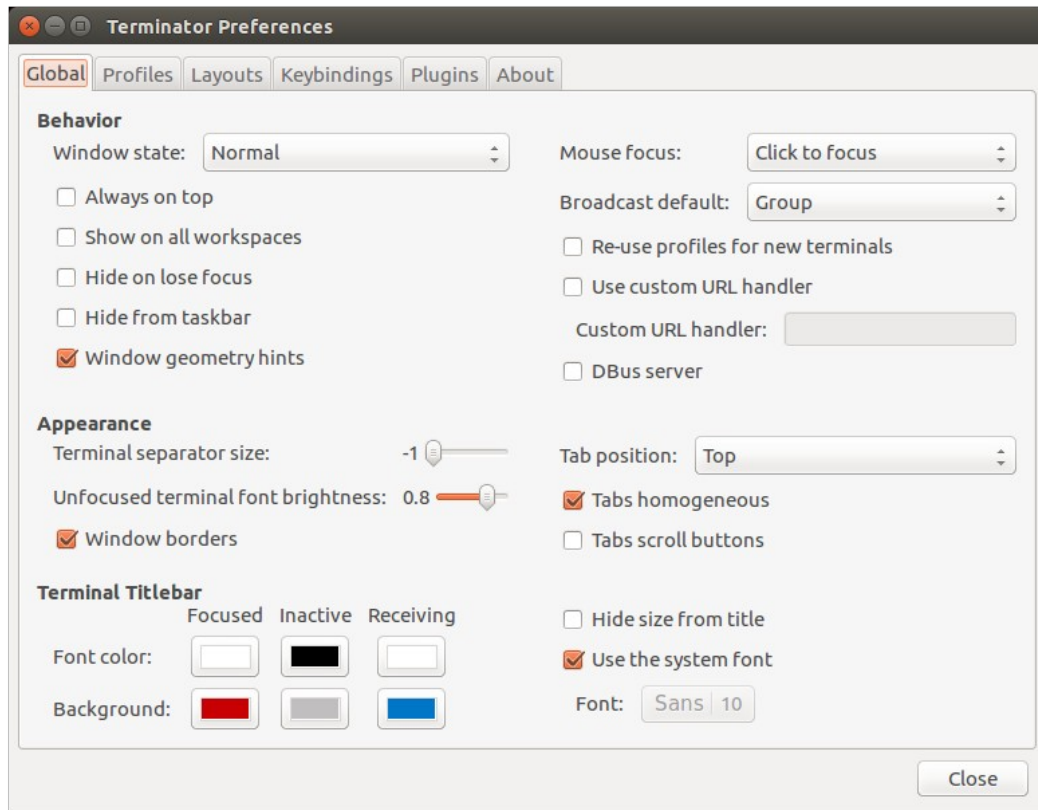 Terminator Preferences
Global Profiles Layouts Keybindings Plugins About
Behavior
Window state: Normal
Always on top
Show on all workspaces
Hide on lose focus
Hide from taskbar
Window geometry hints
Mouse focus: Click to focus
Broadcast default: Group
Re-use profiles for new terminals
Use custom URL handler
Custom URL handler:
DBus server
Appearance
Terminal separator size: -1
Unfocused terminal font brightness: 0.8
Window borders
Tab position: Top
Tabs homogeneous
Tabs scroll buttons
Terminal Titlebar
Focused Inactive Receiving
Font color:
Background:
Hide size from title
Use the system font
Font: Sans 10
Close